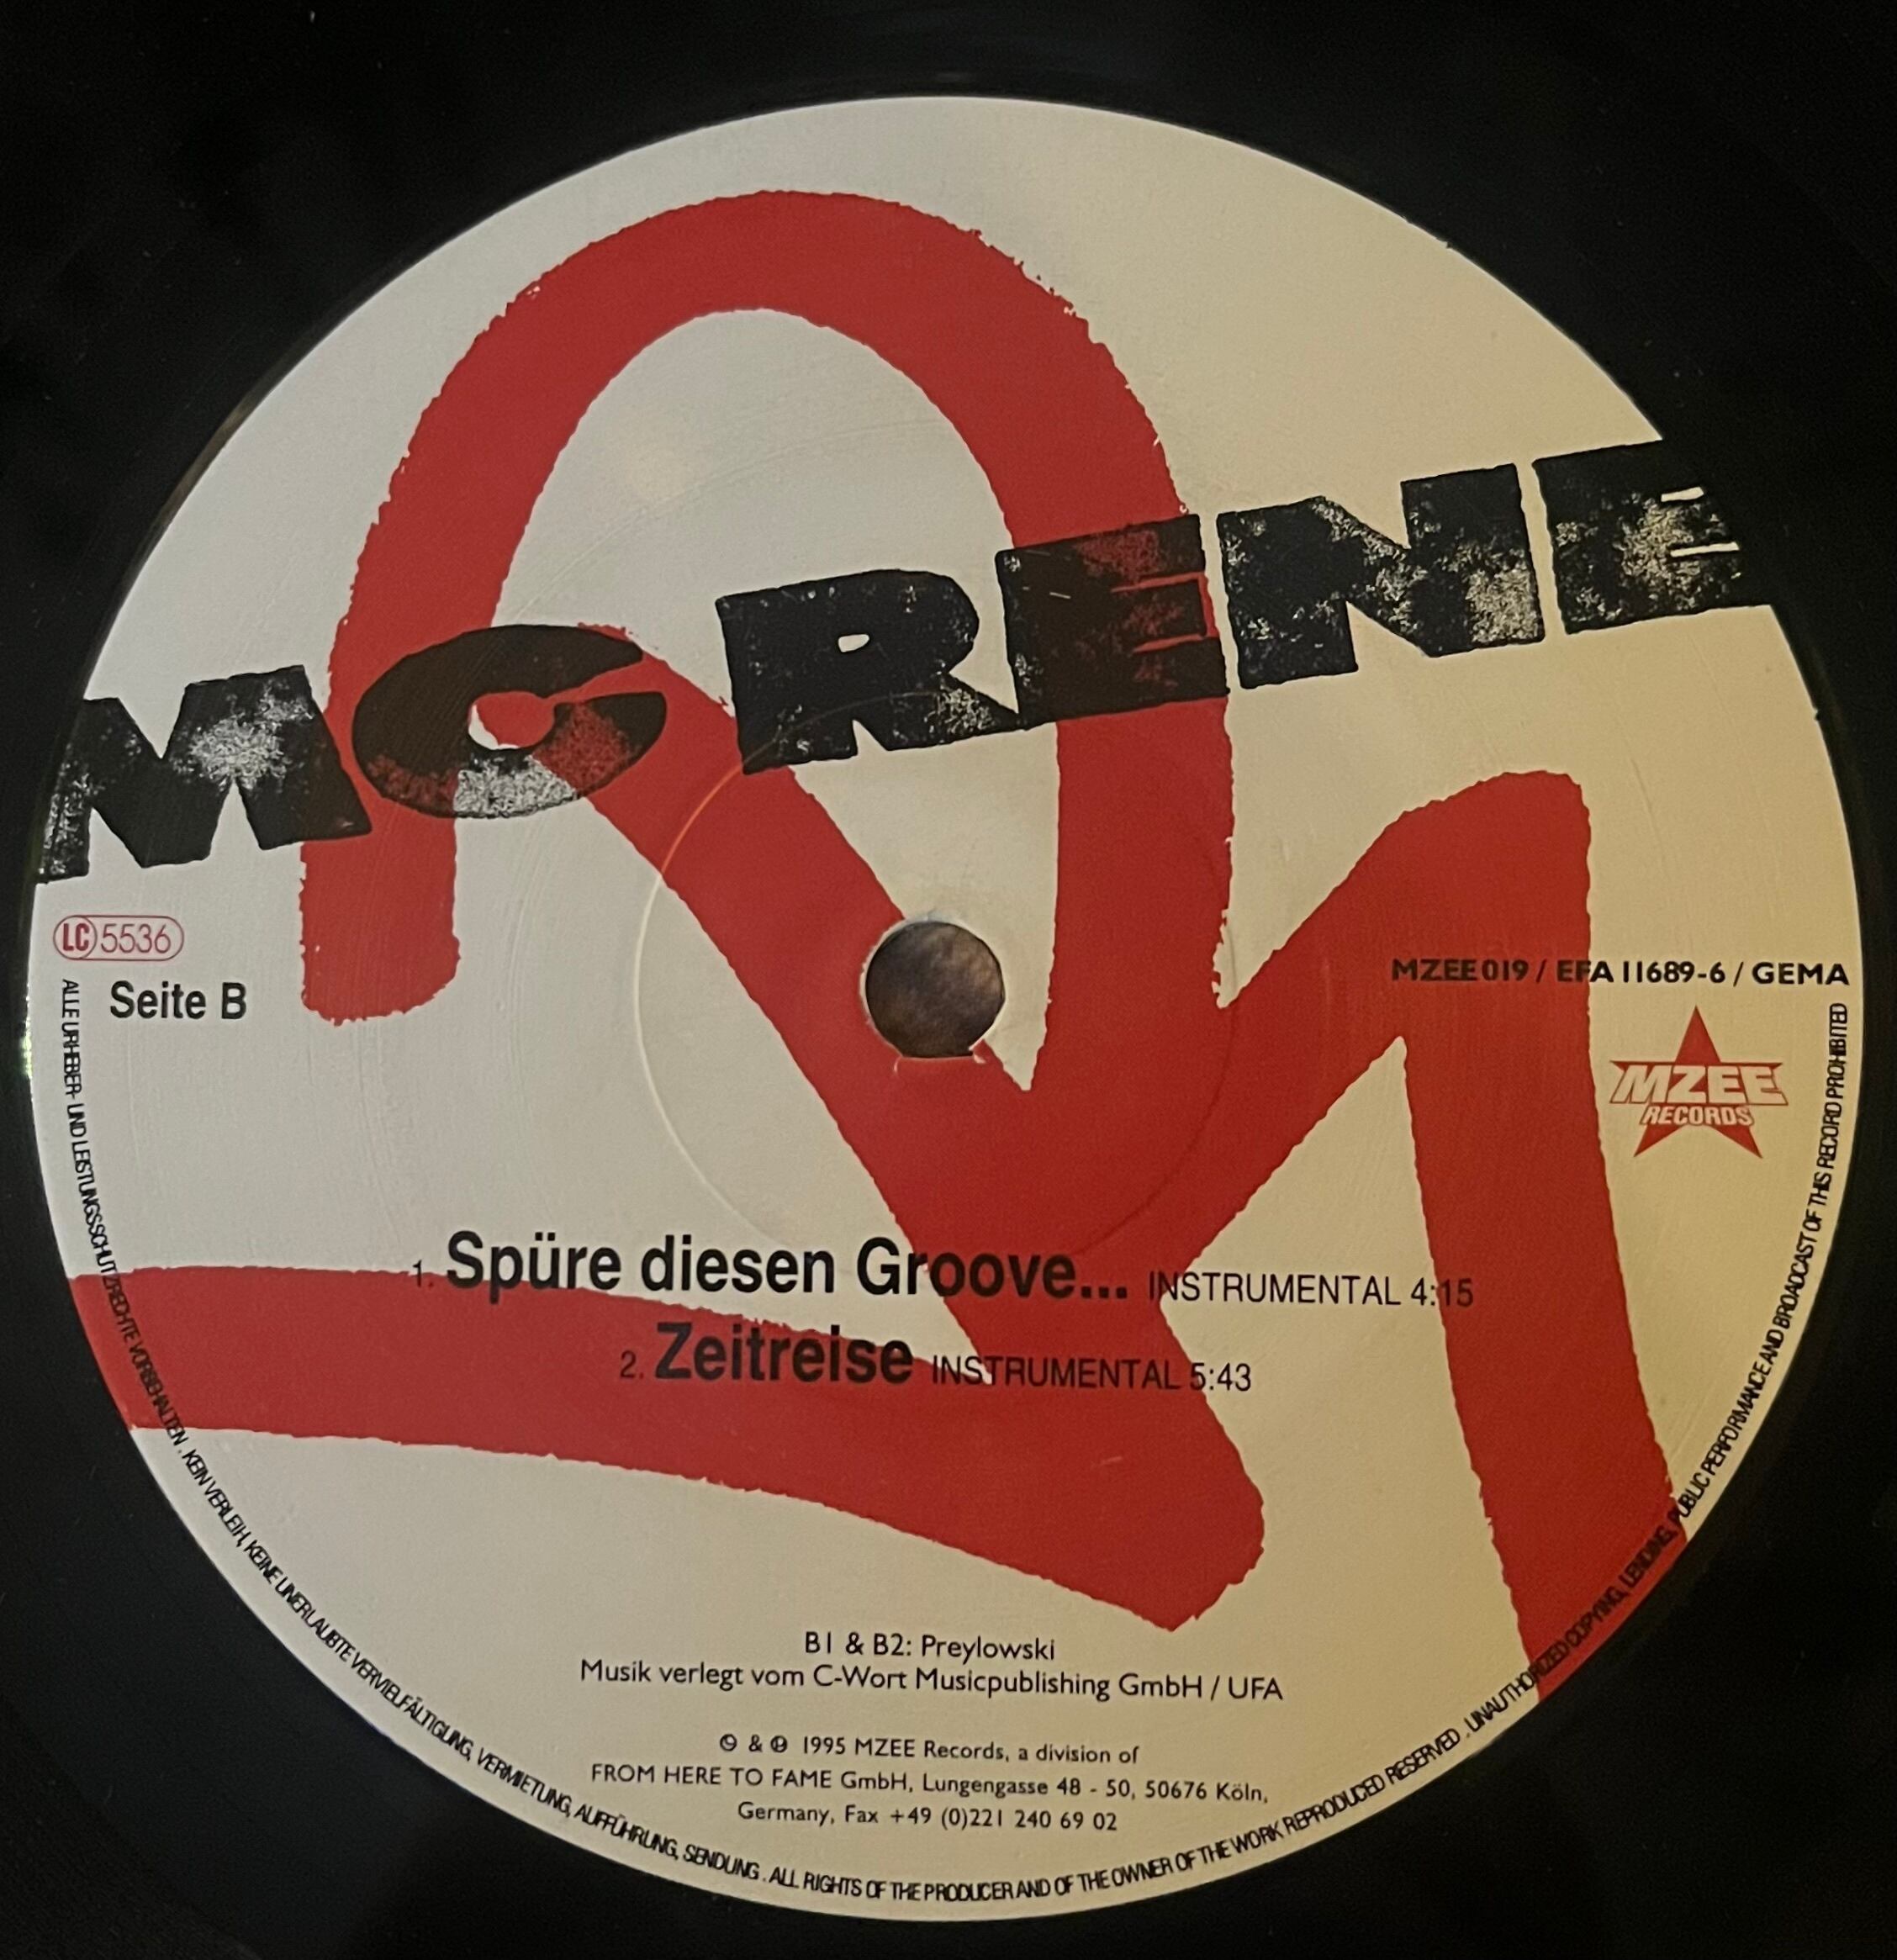 MC RENE
LC 5536
Seite B
MZEE 019 / EFA 11689-6 / GEMA
MZEE
RECORDS
1. Spüre diesen Groove... INSTRUMENTAL 4:15
2. Zeitreise INSTRUMENTAL 5:43
B1 & B2: Preylowski
Musik verlegt vom C-Wort Musicpublishing GmbH / UFA
© & ℗ 1995 MZEE Records, a division of
FROM HERE TO FAME GmbH, Lungengasse 48 - 50, 50676 Köln,
Germany, Fax +49 (0)221 240 69 02
ALLE URHEBER- UND LEISTUNGSSCHUTZRECHTE VORBEHALTEN . KEIN VERLEIH, KEINE UNERLAUBTE VERVIELFÄLTIGUNG, VERMIETUNG, AUFFÜHRUNG, SENDUNG . ALL RIGHTS OF THE PRODUCER AND OF THE OWNER OF THE WORK REPRODUCED RESERVED . UNAUTHORIZED COPYING, LENDING, PUBLIC PERFORMANCE AND BROADCAST OF THIS RECORD PROHIBITED